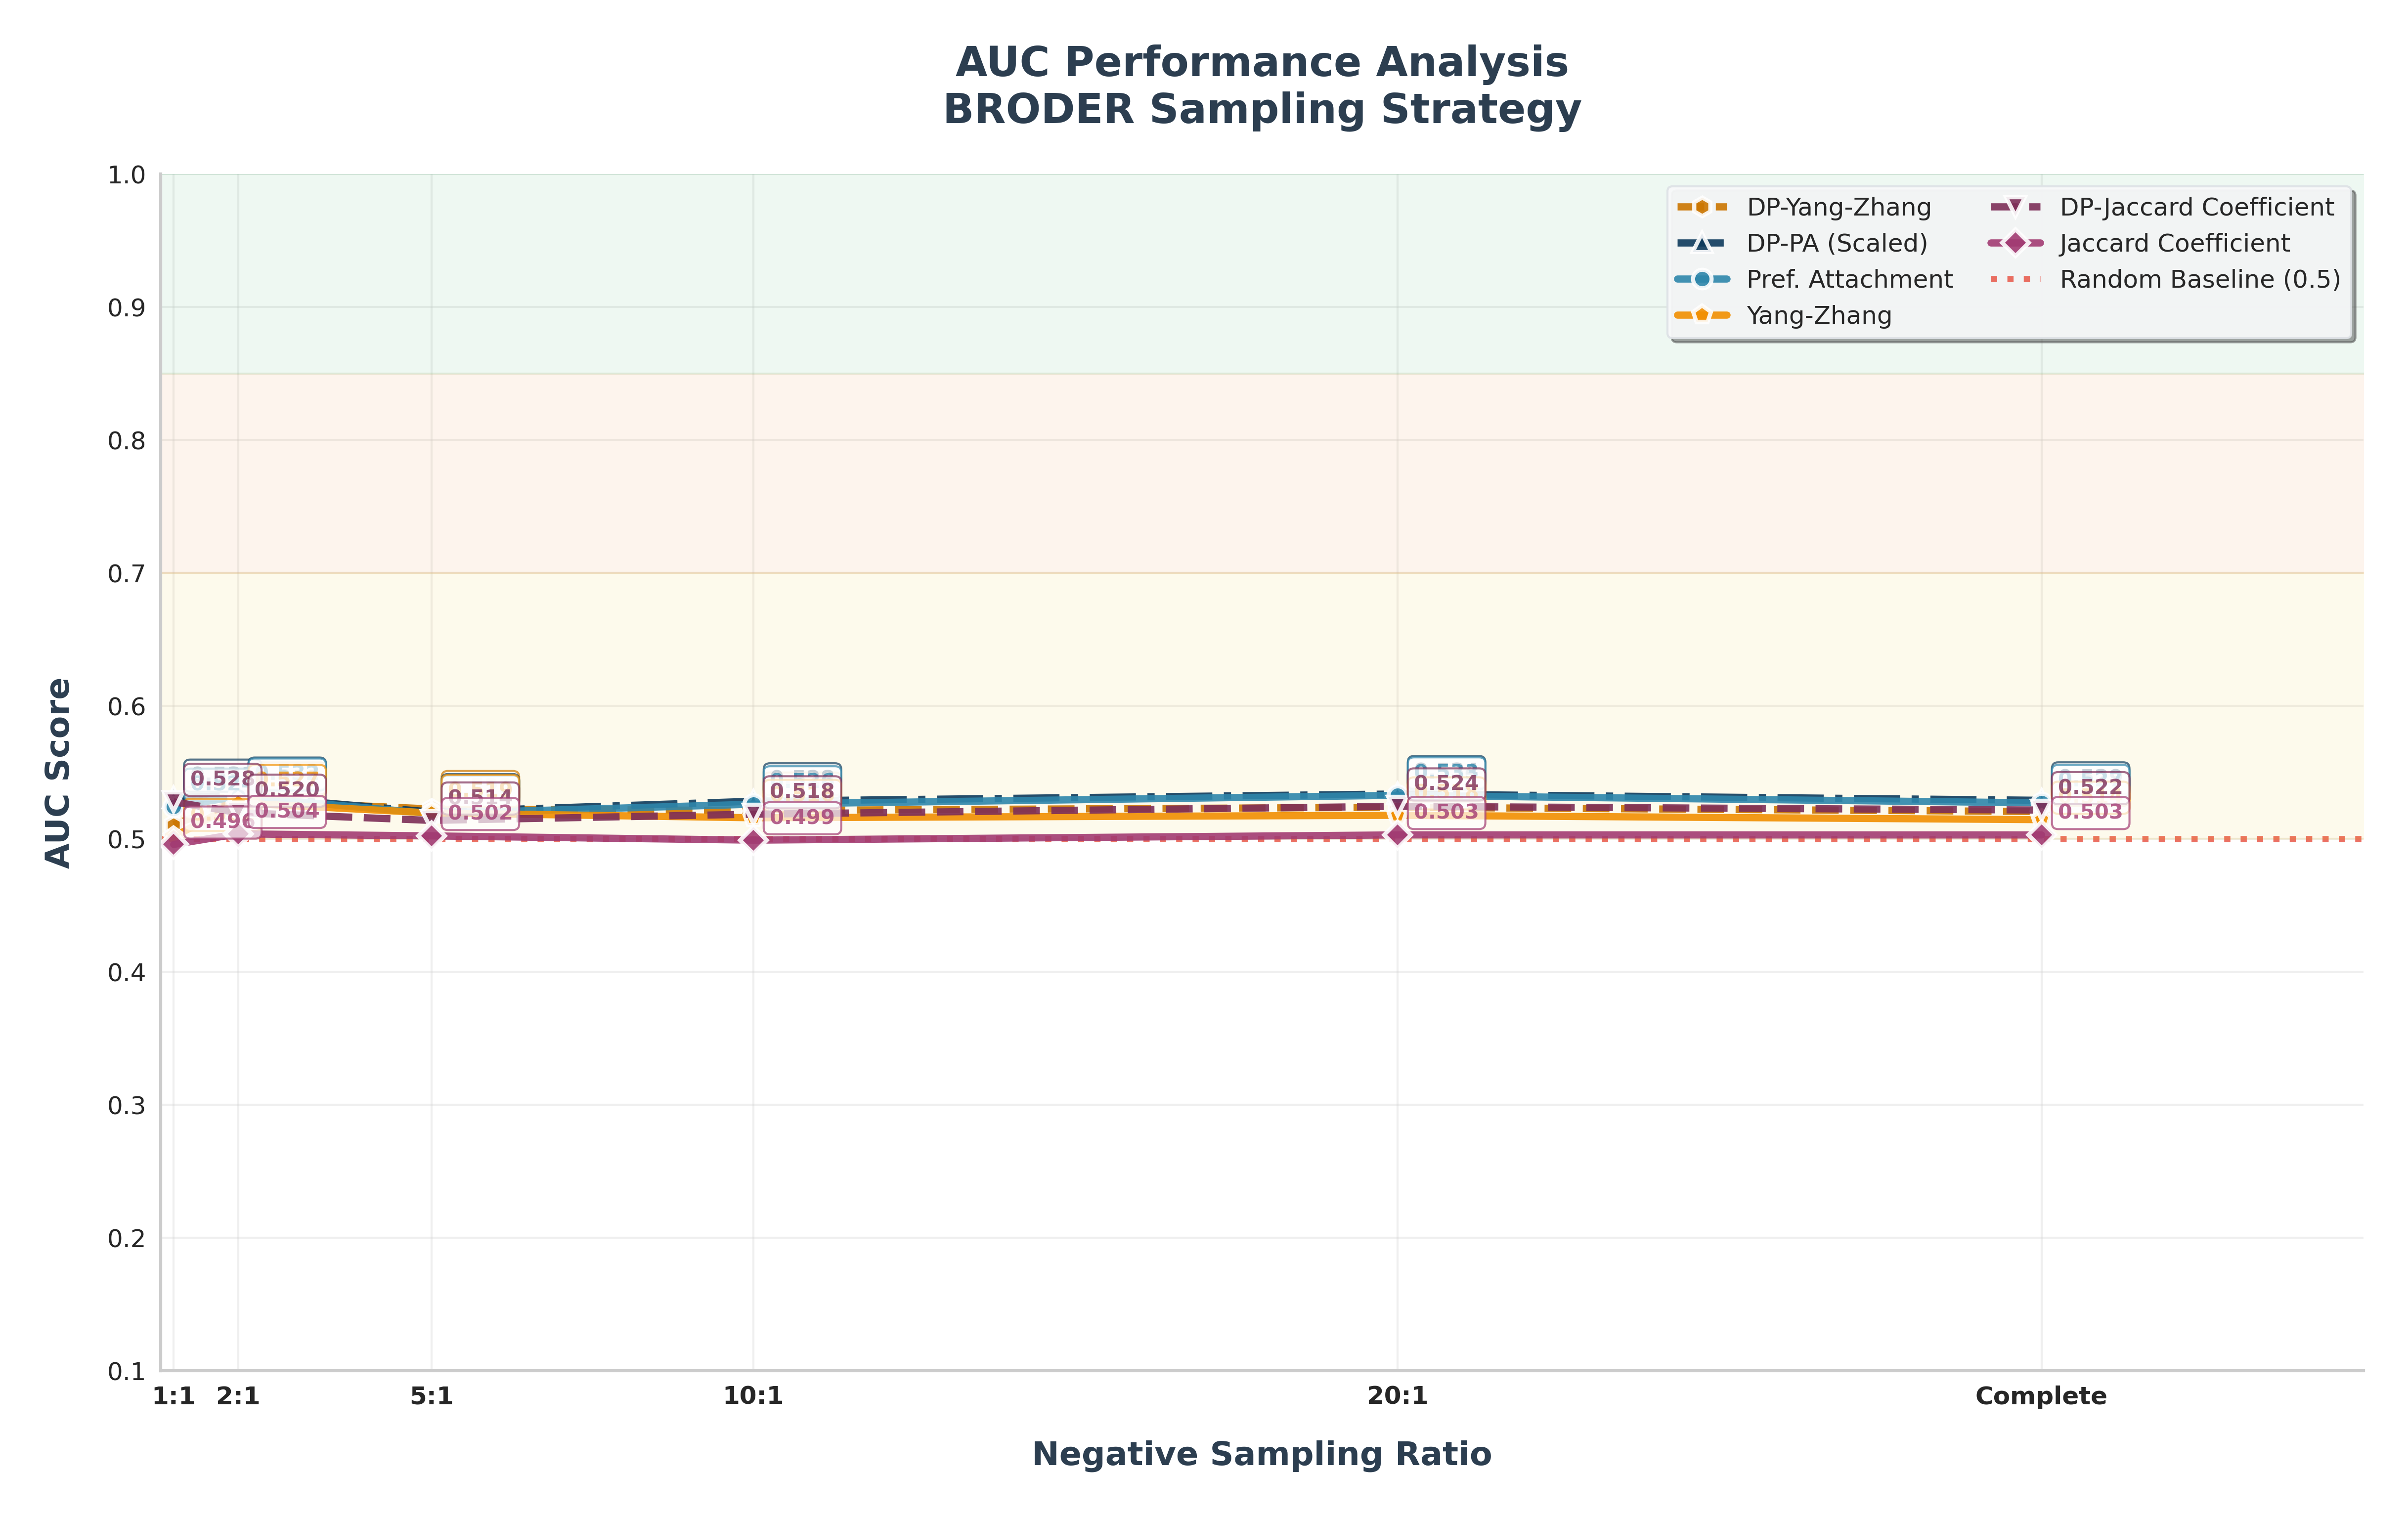 AUC Performance Analysis
BRODER Sampling Strategy
1.0
0.9
0.8
0.7
0.6
0.5
0.4
0.3
0.2
0.1
AUC Score
DP-Yang-Zhang
DP-PA (Scaled)
Pref. Attachment
Yang-Zhang
DP-Jaccard Coefficient
Jaccard Coefficient
Random Baseline (0.5)
0.528
0.496
0.520
0.504
0.514
0.502
0.518
0.499
0.524
0.503
0.522
0.503
1:1 2:1 5:1 10:1 20:1 Complete
Negative Sampling Ratio